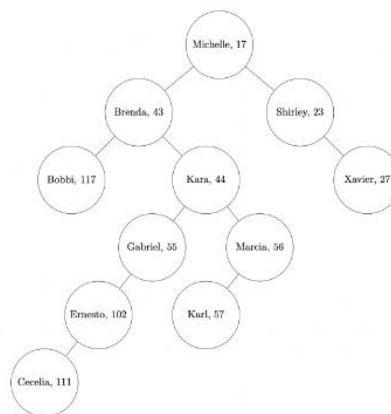 Michelle, 17
Brenda, 43
Shirley, 23
Bobbi, 117
Kara, 44
Xavier, 27
Gabriel, 55
Marcia, 56
Ernesto, 102
Karl, 57
Cecelia, 111